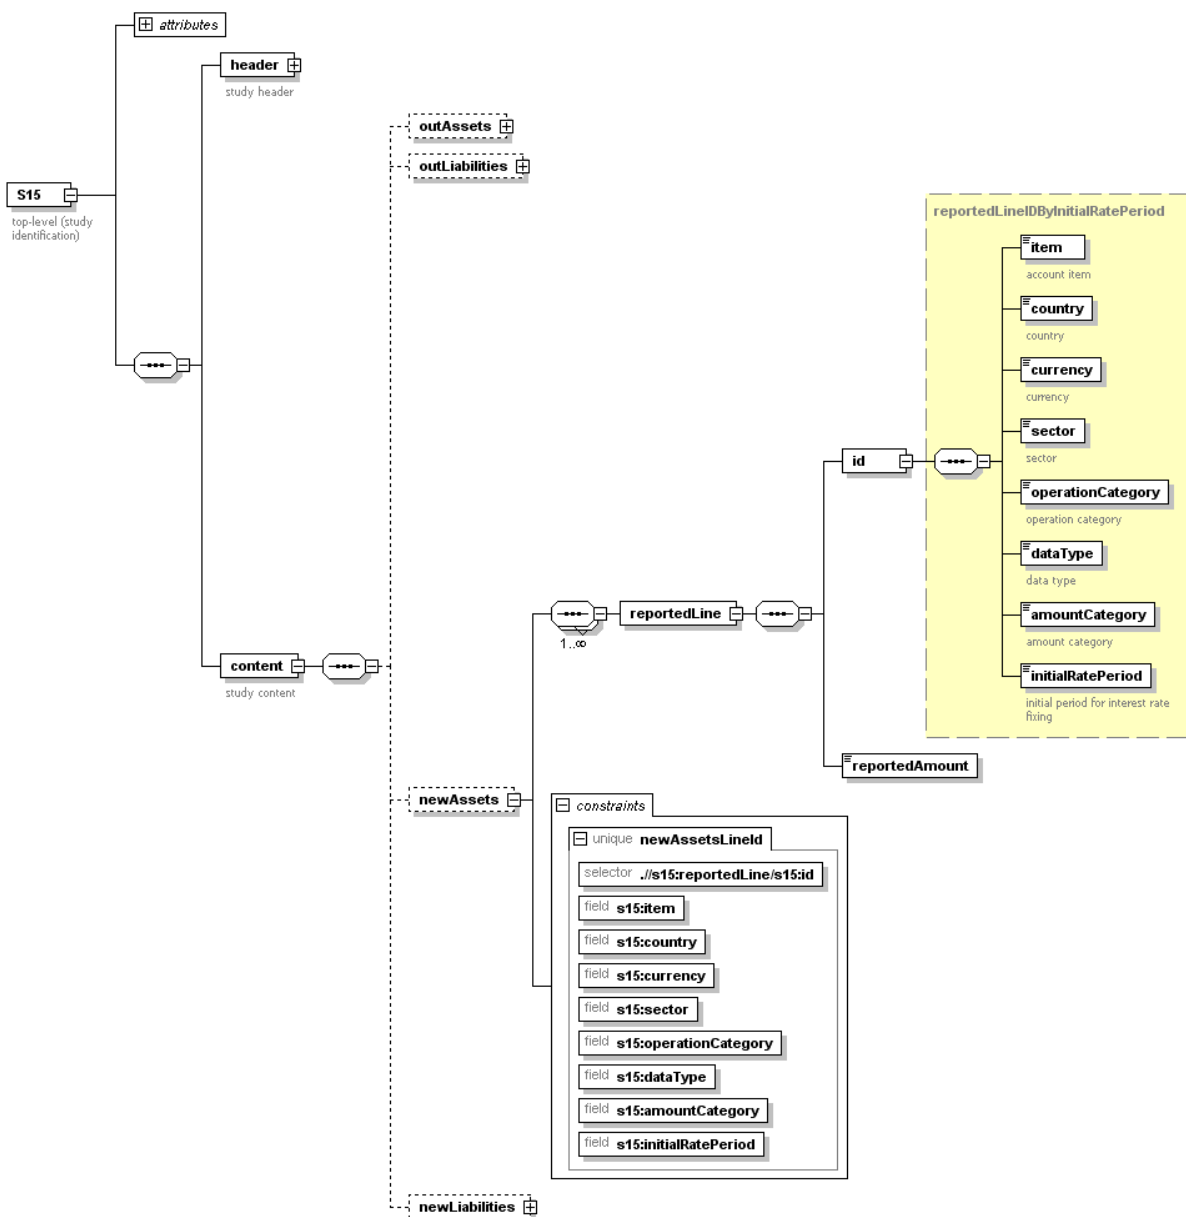 attributes
header
study header
outAssets
outLiabilities
S15
top-level (study
identification)
reportedLineIDByInitialRatePeriod
item
account item
country
country
currency
currency
sector
sector
id
operationCategory
operation category
dataType
data type
reportedLine
amountCategory
amount category
1..∞
content
study content
initialRatePeriod
initial period for interest rate
fixing
reportedAmount
newAssets
constraints
unique newAssetsLineId
selector .//s15:reportedLine/s15:id
field s15:item
field s15:country
field s15:currency
field s15:sector
field s15:operationCategory
field s15:dataType
field s15:amountCategory
field s15:initialRatePeriod
newLiabilities